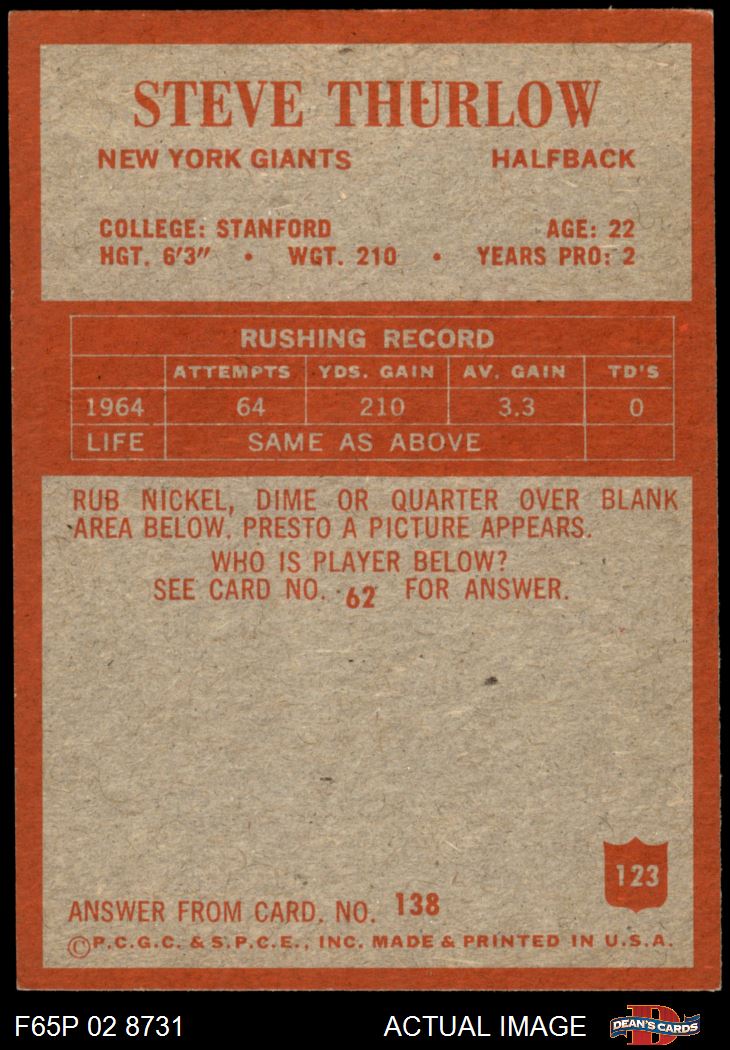 STEVE THURLOW
NEW YORK GIANTS HALFBACK
COLLEGE: STANFORD AGE: 22
HGT. 6'3" • WGT. 210 • YEARS PRO: 2
RUSHING RECORD
ATTEMPTS YDS. GAIN AV. GAIN TD'S
1964 64 210 3.3 0
LIFE SAME AS ABOVE
RUB NICKEL, DIME OR QUARTER OVER BLANK
AREA BELOW. PRESTO A PICTURE APPEARS.
WHO IS PLAYER BELOW?
SEE CARD NO. 62 FOR ANSWER.
123
ANSWER FROM CARD. NO. 138
©P.C.G.C. & S.P.C.E., INC. MADE & PRINTED IN U.S.A.
F65P 02 8731 ACTUAL IMAGE D DEAN'S CARDS